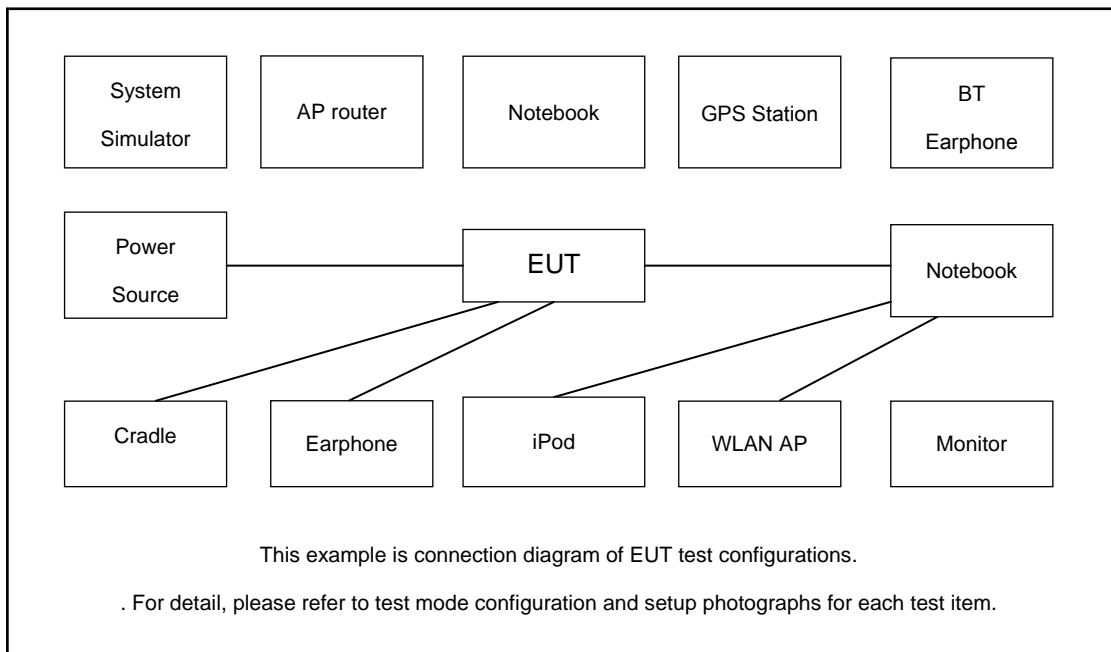 System
Simulator
AP router
Notebook
GPS Station
BT
Earphone
Power
Source
EUT
Notebook
Cradle
Earphone
iPod
WLAN AP
Monitor
This example is connection diagram of EUT test configurations.
. For detail, please refer to test mode configuration and setup photographs for each test item.